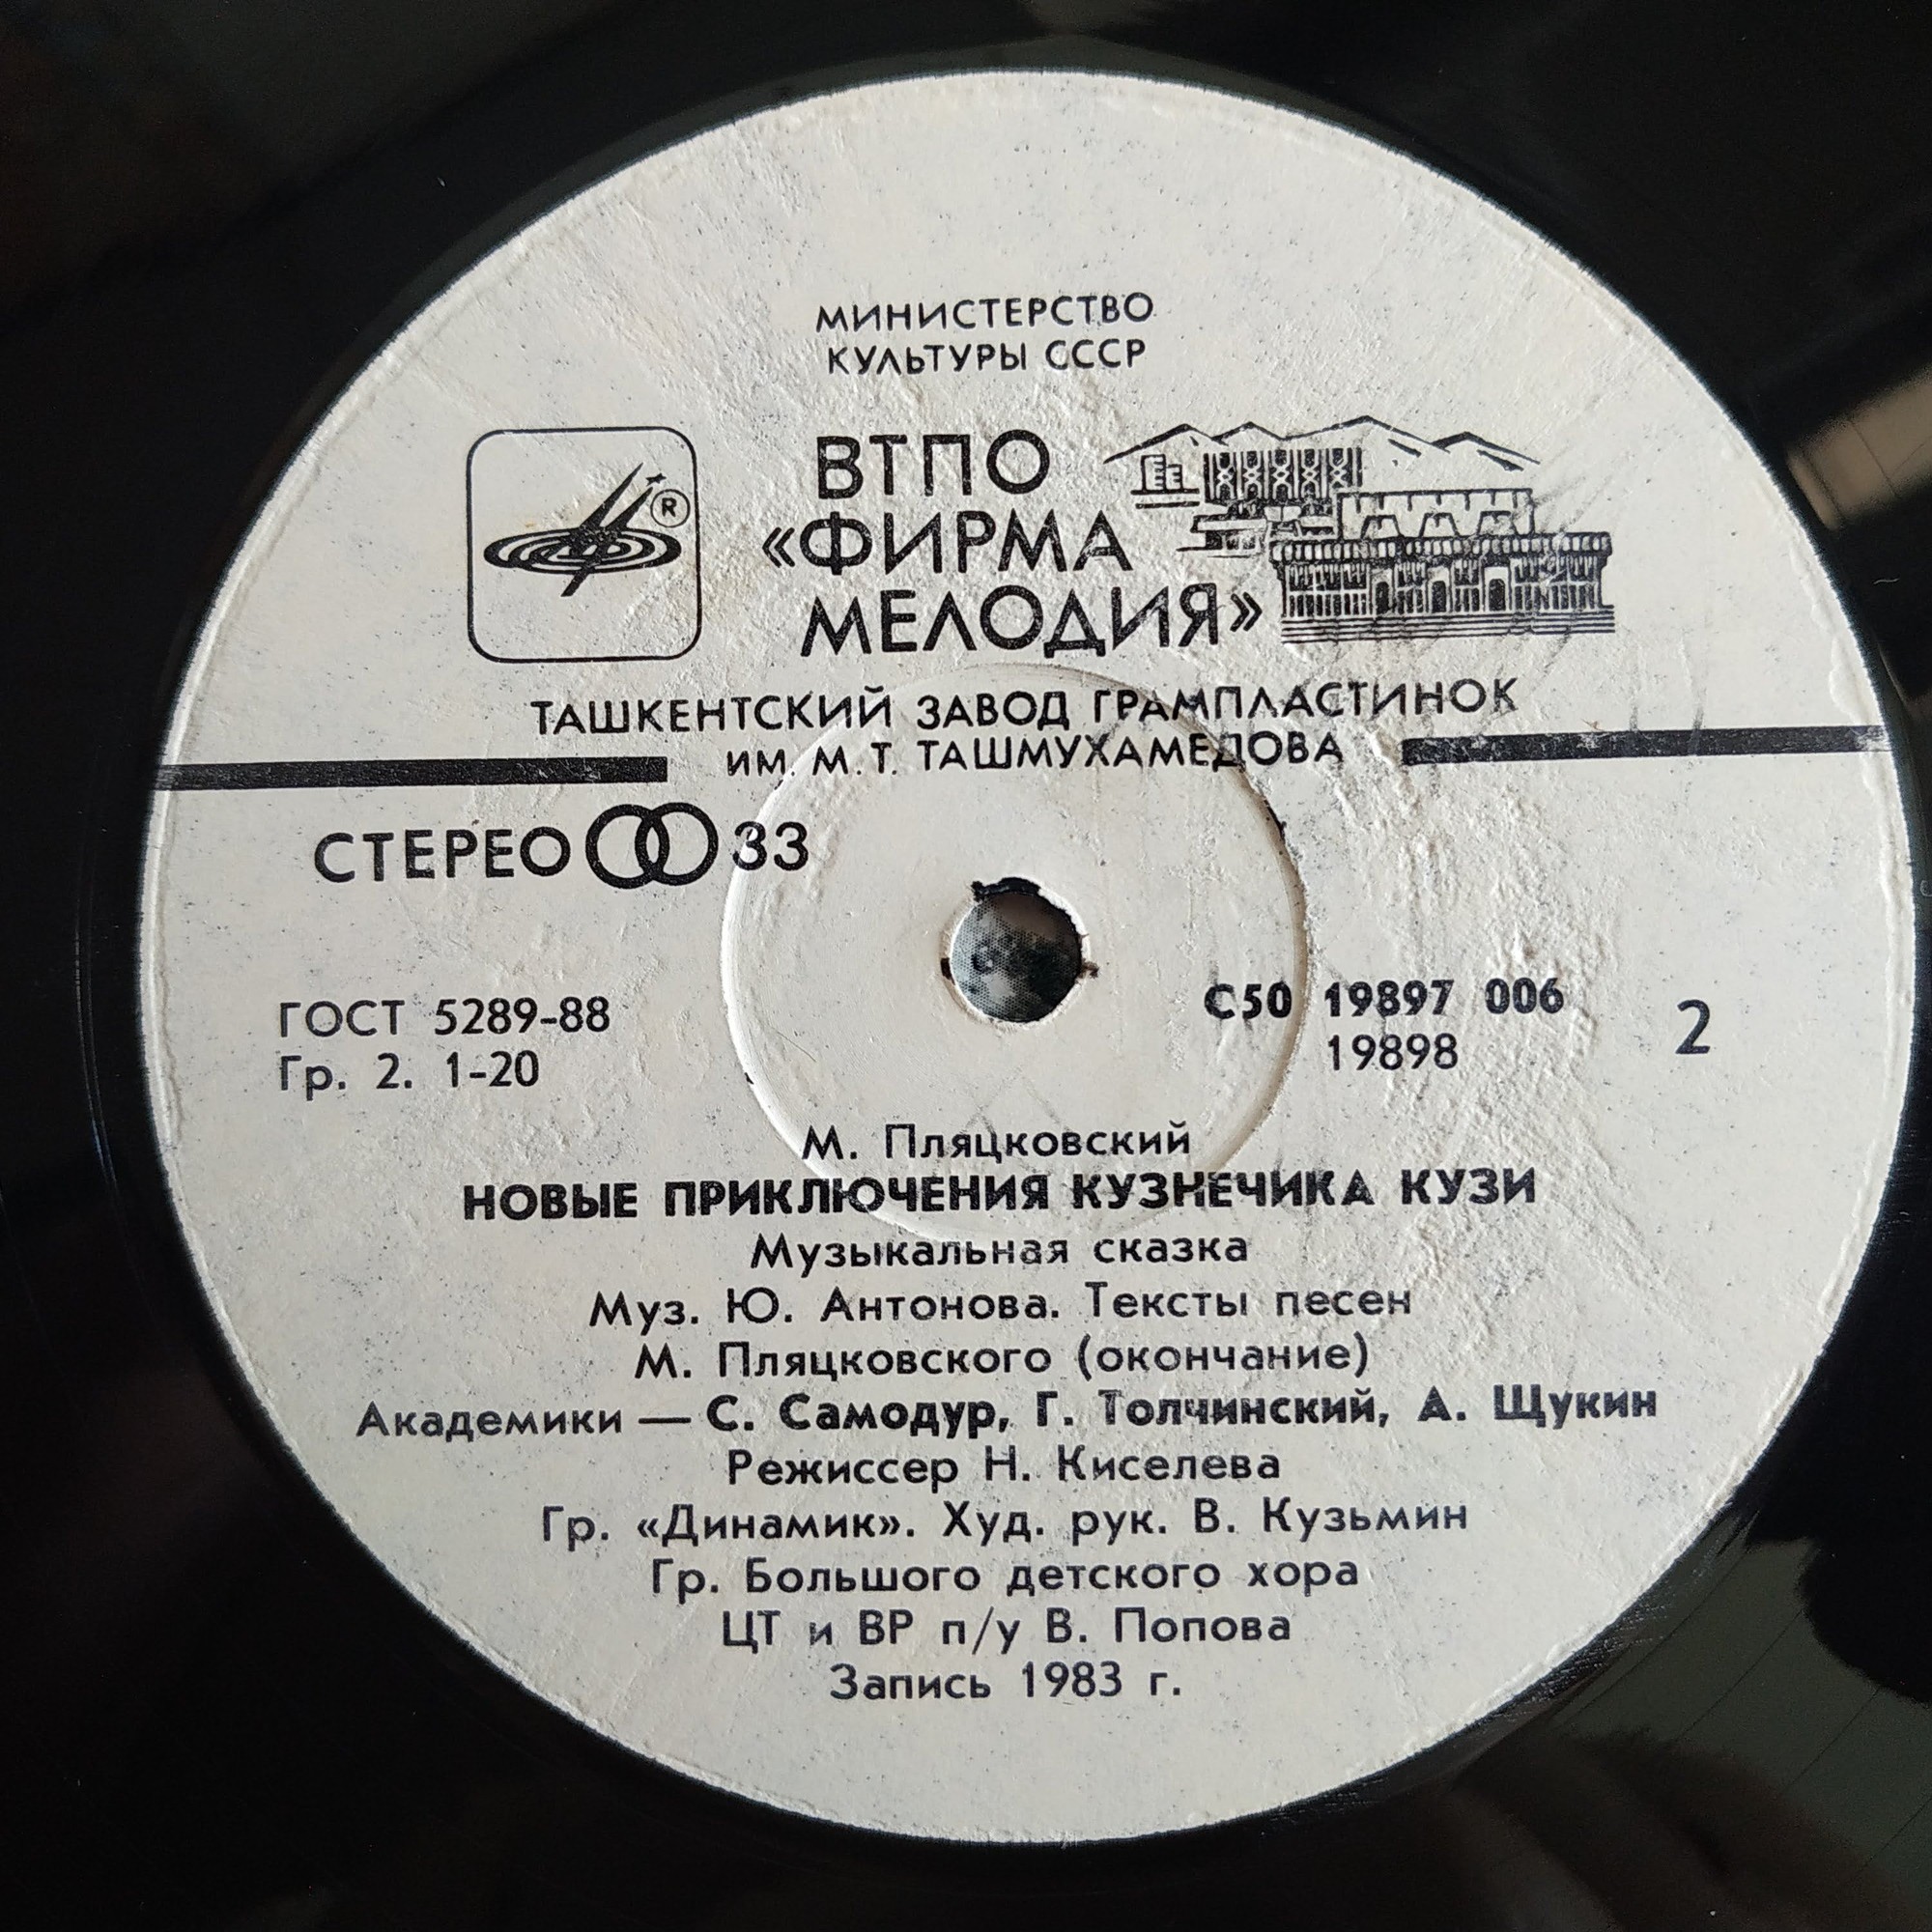 МИНИСТЕРСТВО
КУЛЬТУРЫ СССР
ВТПО
«ФИРМА
МЕЛОДИЯ»
®
ТАШКЕНТСКИЙ ЗАВОД ГРАМПЛАСТИНОК
ИМ. М. Т. ТАШМУХАМЕДОВА
СТЕРЕО 33
ГОСТ 5289-88
Гр. 2. 1-20
С50 19897 006
19898
2
М. Пляцковский
НОВЫЕ ПРИКЛЮЧЕНИЯ КУЗНЕЧИКА КУЗИ
Музыкальная сказка
Муз. Ю. Антонова. Тексты песен
М. Пляцковского (окончание)
Академики — С. Самодур, Г. Толчинский, А. Щукин
Режиссер Н. Киселева
Гр. «Динамик». Худ. рук. В. Кузьмин
Гр. Большого детского хора
ЦТ и ВР п/у В. Попова
Запись 1983 г.